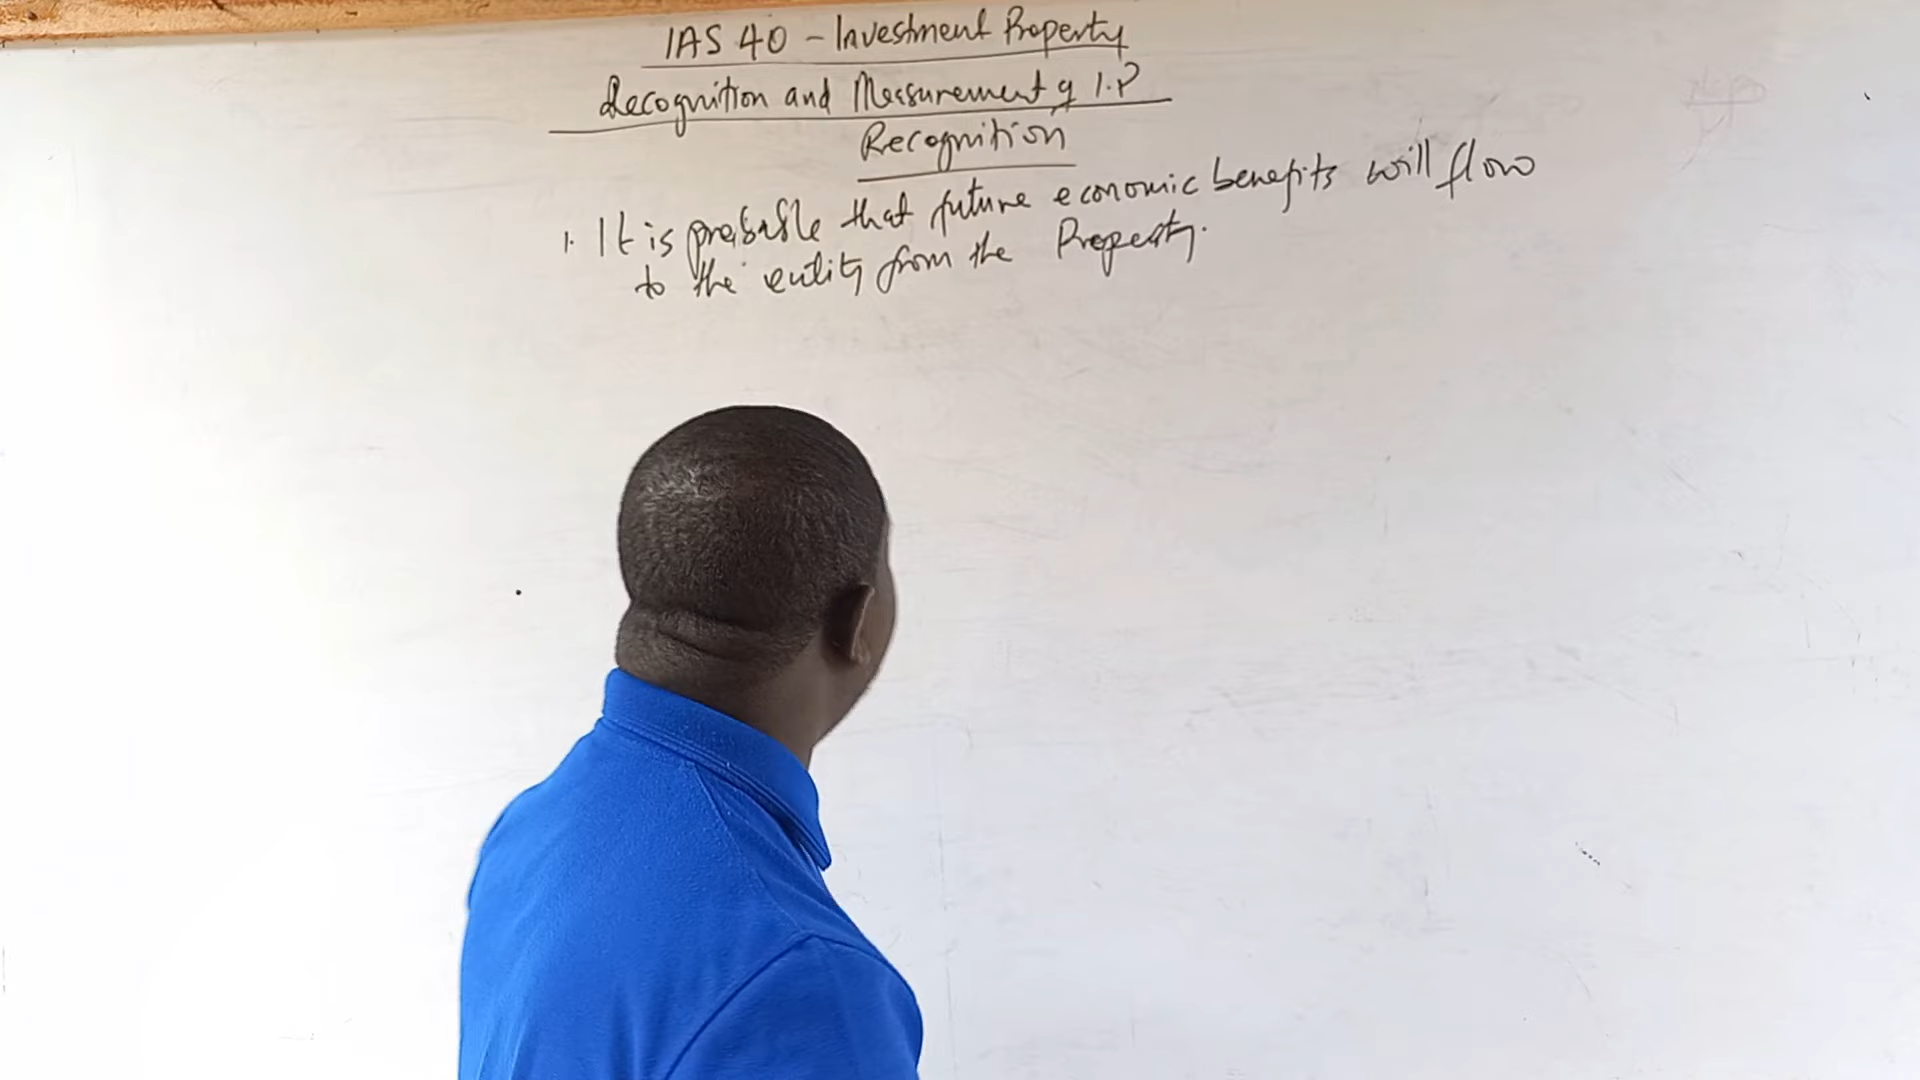 IAS 40 - Investment Property
Recognition and Measurement of I.P
Recognition
1. It is probable that future economic benefits will flow
to the entity from the Property.